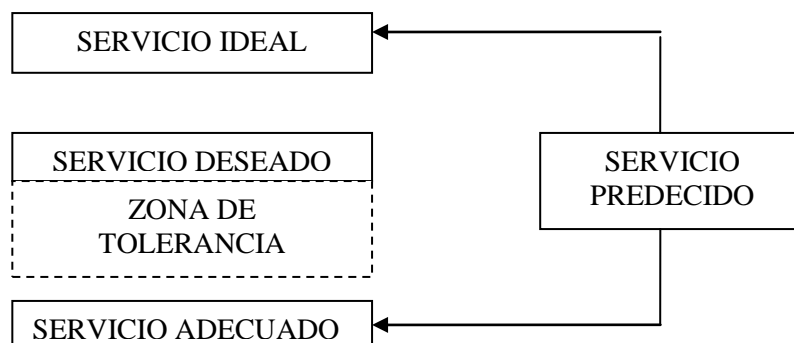 SERVICIO IDEAL
SERVICIO DESEADO
ZONA DE
TOLERANCIA
SERVICIO ADECUADO
SERVICIO
PREDECIDO